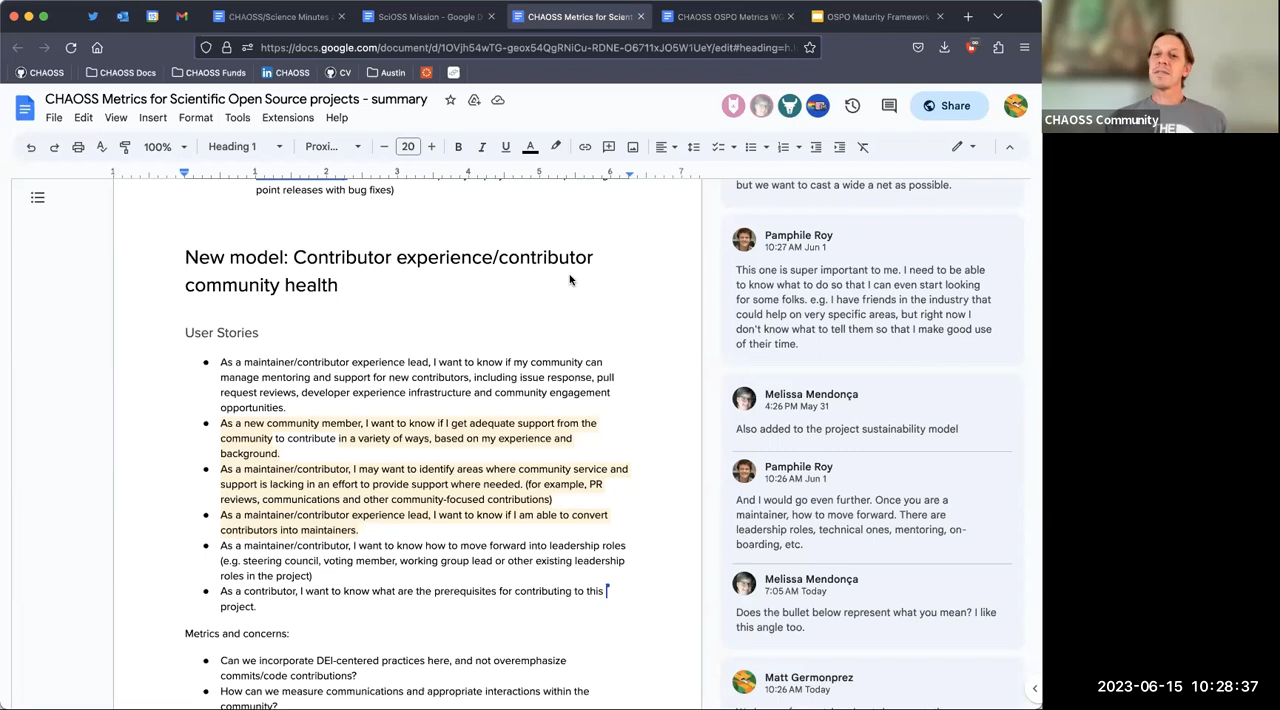 CHAOSS/Science Minutes
SciOSS Mission - Google D
CHAOSS Metrics for Scient
CHAOSS OSPO Metrics WG
OSPO Maturity Framework
https://docs.google.com/document/d/1OVjh54wTG-geox54QgRNiCu-RDNE-O6711xJO5W1UeY/edit#heading=h.
CHAOSS
CHAOSS Docs
CHAOSS Funds
in CHAOSS
CV
Austin
CHAOSS Metrics for Scientific Open Source projects - summary
File Edit View Insert Format Tools Extensions Help
Share
100% Heading 1 Proxi... − 20 + B I U A
1 1 2 3 4 5 6 7
point releases with bug fixes)
New model: Contributor experience/contributor
community health
User Stories
● As a maintainer/contributor experience lead, I want to know if my community can
manage mentoring and support for new contributors, including issue response, pull
request reviews, developer experience infrastructure and community engagement
opportunities.
● As a new community member, I want to know if I get adequate support from the
community to contribute in a variety of ways, based on my experience and
background.
● As a maintainer/contributor, I may want to identify areas where community service and
support is lacking in an effort to provide support where needed. (for example, PR
reviews, communications and other community-focused contributions)
● As a maintainer/contributor experience lead, I want to know if I am able to convert
contributors into maintainers.
● As a maintainer/contributor, I want to know how to move forward into leadership roles
(e.g. steering council, voting member, working group lead or other existing leadership
roles in the project)
● As a contributor, I want to know what are the prerequisites for contributing to this
project.
Metrics and concerns:
● Can we incorporate DEI-centered practices here, and not overemphasize
commits/code contributions?
● How can we measure communications and appropriate interactions within the
community?
but we want to cast a wide a net as possible.
Pamphile Roy
10:27 AM Jun 1
This one is super important to me. I need to be able
to know what to do so that I can even start looking
for some folks. e.g. I have friends in the industry that
could help on very specific areas, but right now I
don't know what to tell them so that I make good use
of their time.
Melissa Mendonça
4:26 PM May 31
Also added to the project sustainability model
Pamphile Roy
10:26 AM Jun 1
And I would go even further. Once you are a
maintainer, how to move forward. There are
leadership roles, technical ones, mentoring, on-
boarding, etc.
Melissa Mendonça
7:05 AM Today
Does the bullet below represent what you mean? I like
this angle too.
Matt Germonprez
10:26 AM Today
CHAOSS Community
THE
2023-06-15 10:28:37